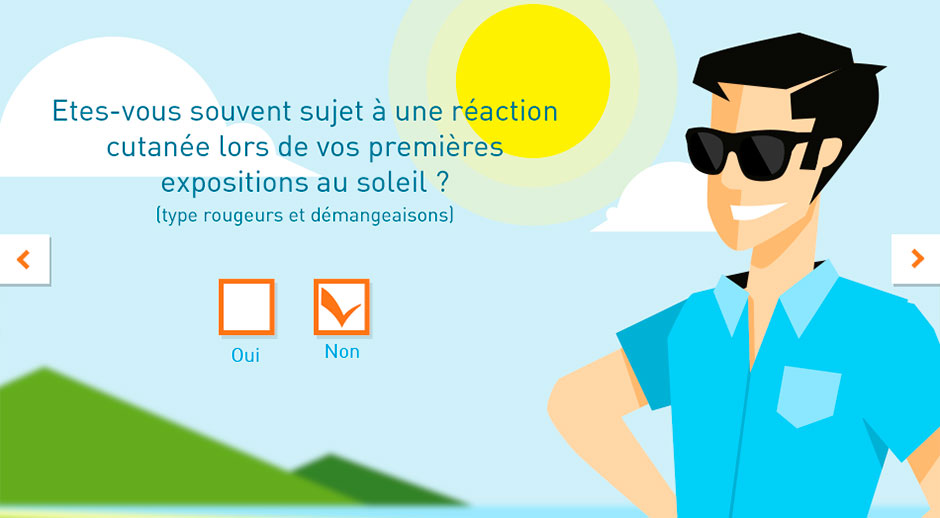 Etes-vous souvent sujet à une réaction
cutanée lors de vos premières
expositions au soleil ?
(type rougeurs et démangeaisons)
Oui
Non